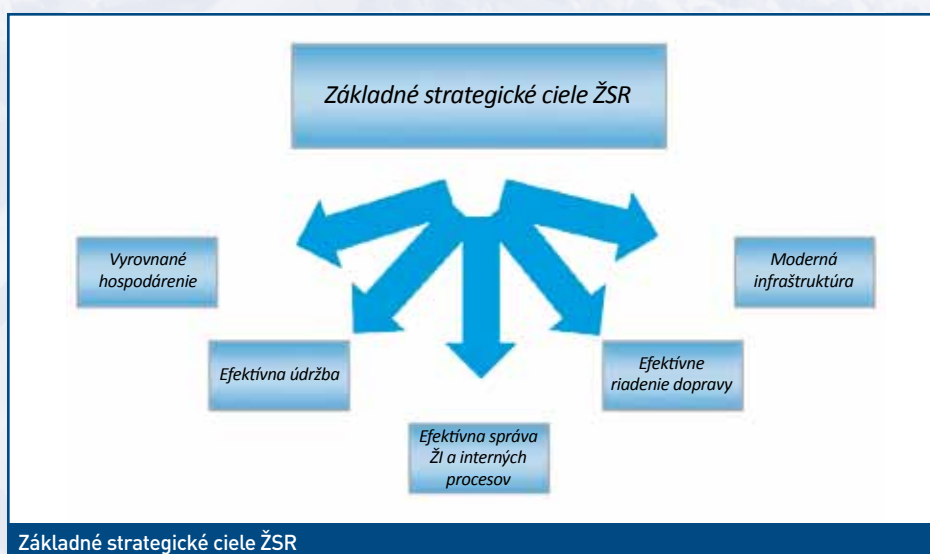 Základné strategické ciele ŽSR
Vyrovnané
hospodárenie
Moderná
infraštruktúra
Efektívna údržba
Efektívne
riadenie dopravy
Efektívna správa
ŽI a interných
procesov
Základné strategické ciele ŽSR